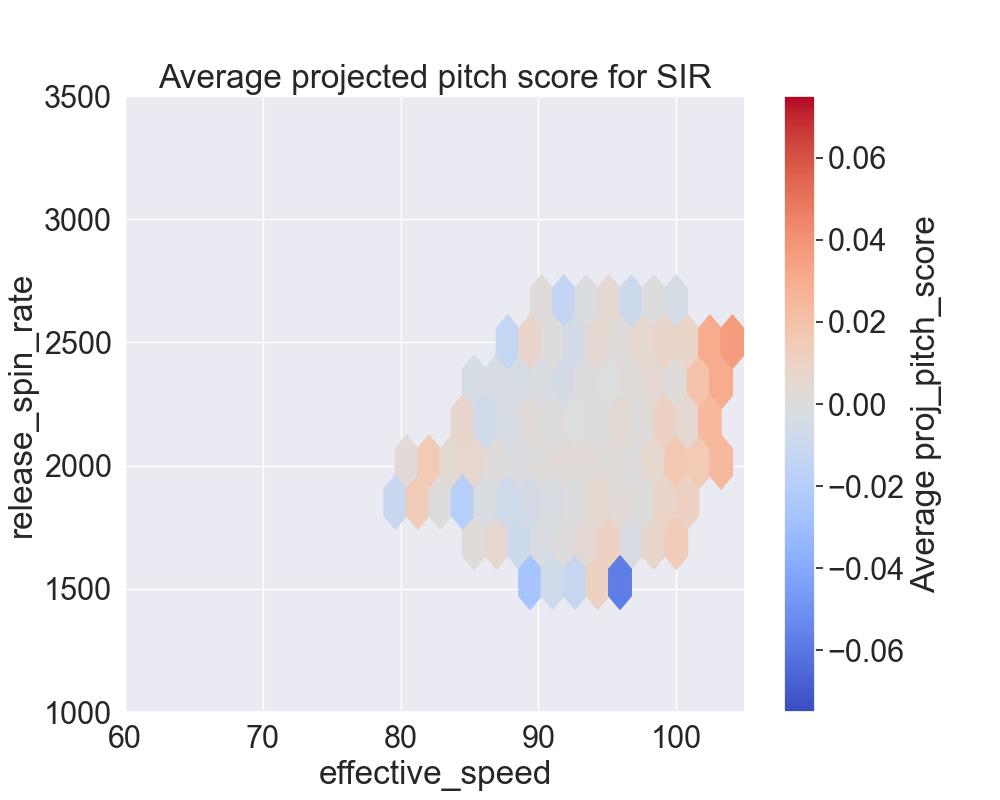 Average projected pitch score for SIR
3500
3000
2500
2000
1500
1000
release_spin_rate
60 70 80 90 100
effective_speed
0.06
0.04
0.02
0.00
−0.02
−0.04
−0.06
Average proj_pitch_score